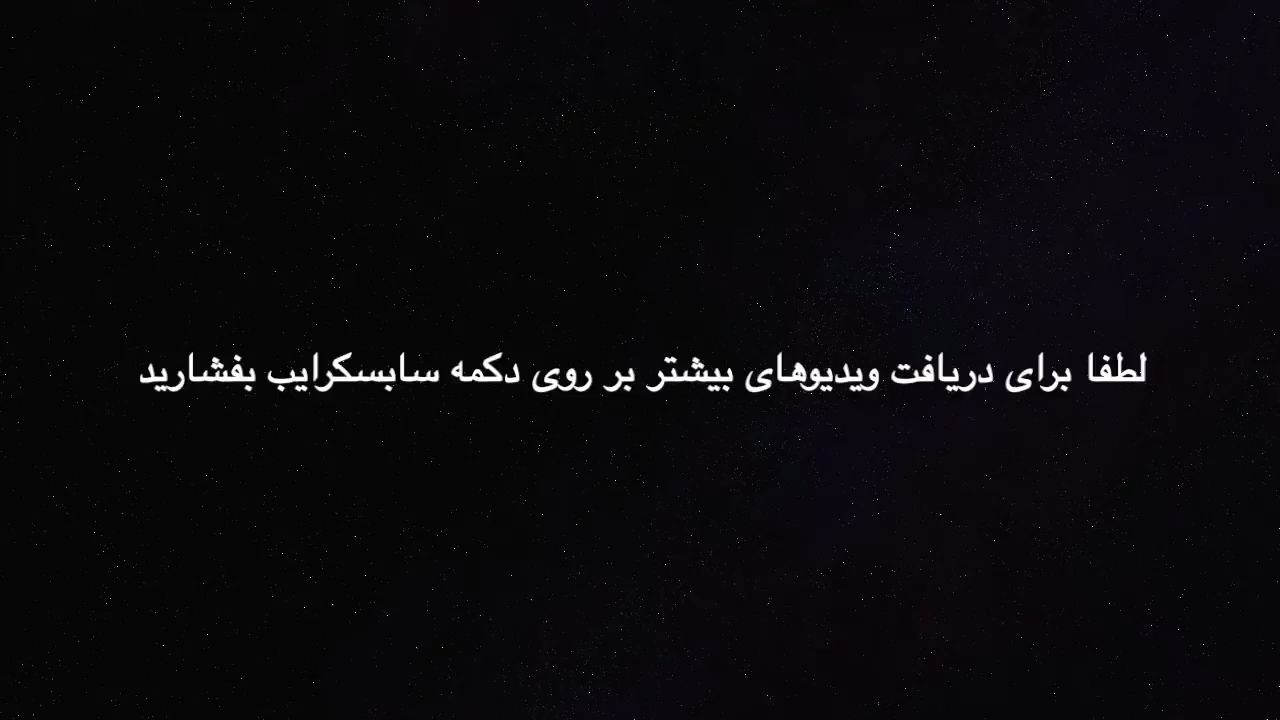 لطفا برای دریافت ویدیوهای بیشتر بر روی دکمه سابسکرایب بفشارید